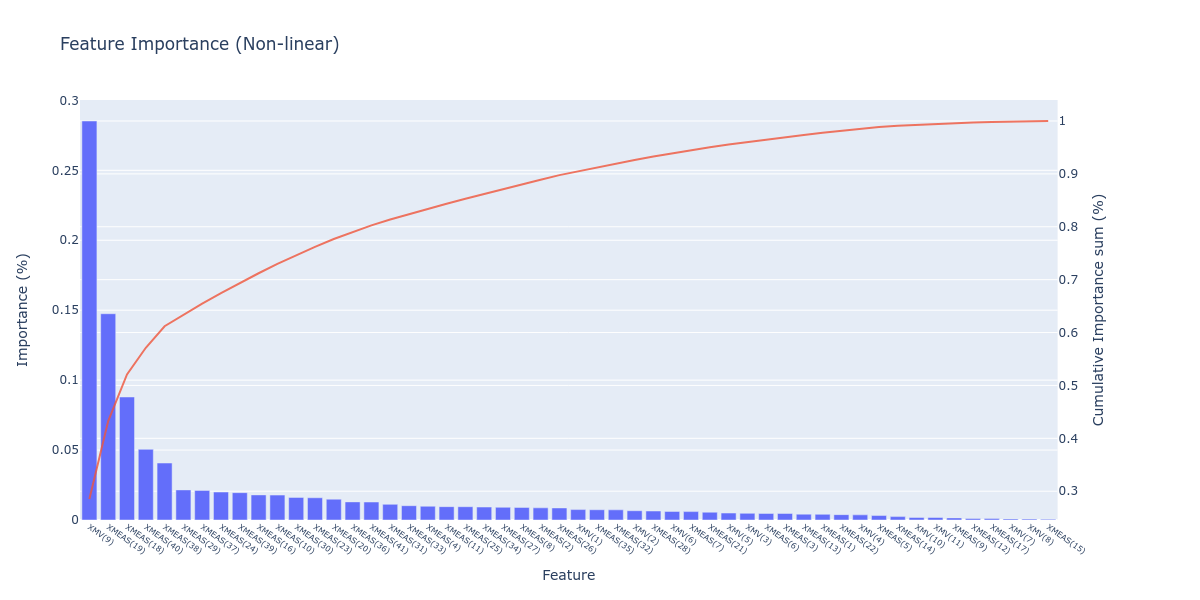 Feature Importance (Non-linear)
0.3
0.25
0.2
0.15
0.1
0.05
0
Importance (%)
1
0.9
0.8
0.7
0.6
0.5
0.4
0.3
Cumulative Importance sum (%)
XMV(9)
XMEAS(19)
XMEAS(18)
XMEAS(40)
XMEAS(38)
XMEAS(29)
XMEAS(37)
XMEAS(24)
XMEAS(39)
XMEAS(16)
XMEAS(10)
XMEAS(30)
XMEAS(23)
XMEAS(20)
XMEAS(36)
XMEAS(41)
XMEAS(31)
XMEAS(33)
XMEAS(4)
XMEAS(11)
XMEAS(25)
XMEAS(34)
XMEAS(27)
XMEAS(8)
XMEAS(2)
XMEAS(26)
XMV(1)
XMEAS(35)
XMEAS(32)
XMV(2)
XMEAS(28)
XMV(6)
XMEAS(7)
XMEAS(21)
XMV(5)
XMV(3)
XMEAS(6)
XMEAS(3)
XMEAS(13)
XMEAS(1)
XMEAS(22)
XMV(4)
XMEAS(5)
XMEAS(14)
XMV(10)
XMV(11)
XMEAS(9)
XMEAS(12)
XMEAS(17)
XMV(7)
XMV(8)
XMEAS(15)
Feature